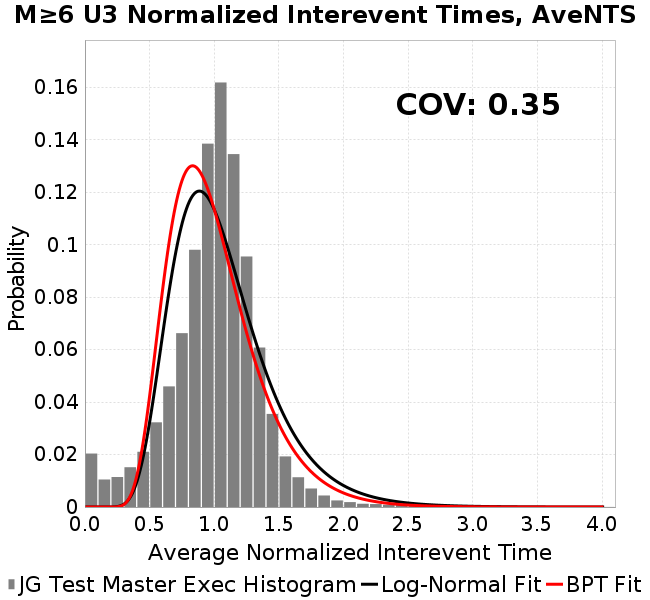 M≥6 U3 Normalized Interevent Times, AveNTS
COV: 0.35
0.16
0.14
0.12
0.1
0.08
0.06
0.04
0.02
0
Probability
0.0 0.5 1.0 1.5 2.0 2.5 3.0 3.5 4.0
Average Normalized Interevent Time
JG Test Master Exec Histogram Log-Normal Fit BPT Fit